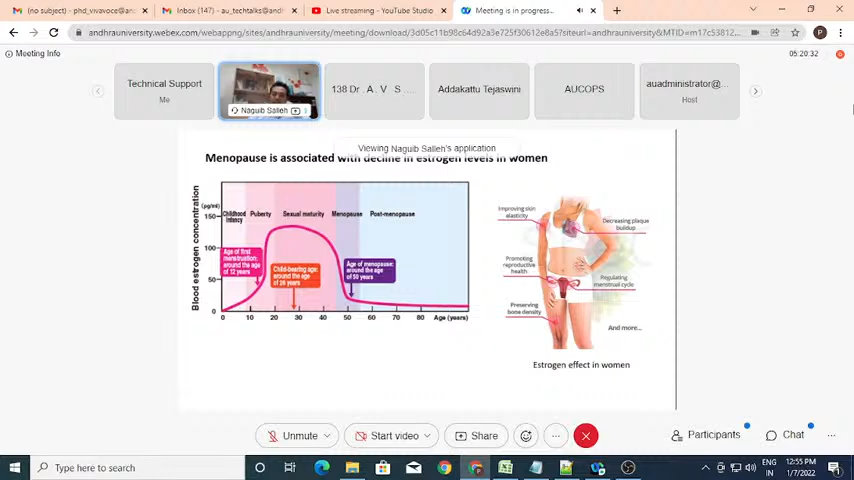 (no subject) - phd_vivavoce@an
Inbox (147) - au_techtalks@andh
Live streaming - YouTube Studio
Meeting is in progress...
andhrauniversity.webex.com/webappng/sites/andhrauniversity/meeting/download/3d05c11b98c64d92a3e725f30612e8a5?siteurl=andhrauniversity&MTID=m17c53812...
P
Meeting Info
05:20:32
Technical Support
Me
Naguib Salleh
138 Dr . A . V S .....
Addakattu Tejaswini
AUCOPS
auadministrator@...
Host
Viewing Naguib Salleh's application
Menopause is associated with decline in estrogen levels in women
Blood estrogen concentration
(pg/ml)
150
100
50
0
Childhood Infancy
Puberty
Sexual maturity
Menopause
Post-menopause
Age of first
menstruation:
around the age
of 12 years
Child-bearing age:
around the age
of 28 years
Age of menopause:
around the age
of 50 years
0 10 20 30 40 50 60 70 80 Age (years)
Improving skin
elasticity
Decreasing plaque
buildup
Promoting
reproductive
health
Regulating
menstrual cycle
Preserving
bone density
And more...
Estrogen effect in women
Unmute
Start video
Share
Participants
Chat
Type here to search
ENG
IN
12:55 PM
1/7/2022